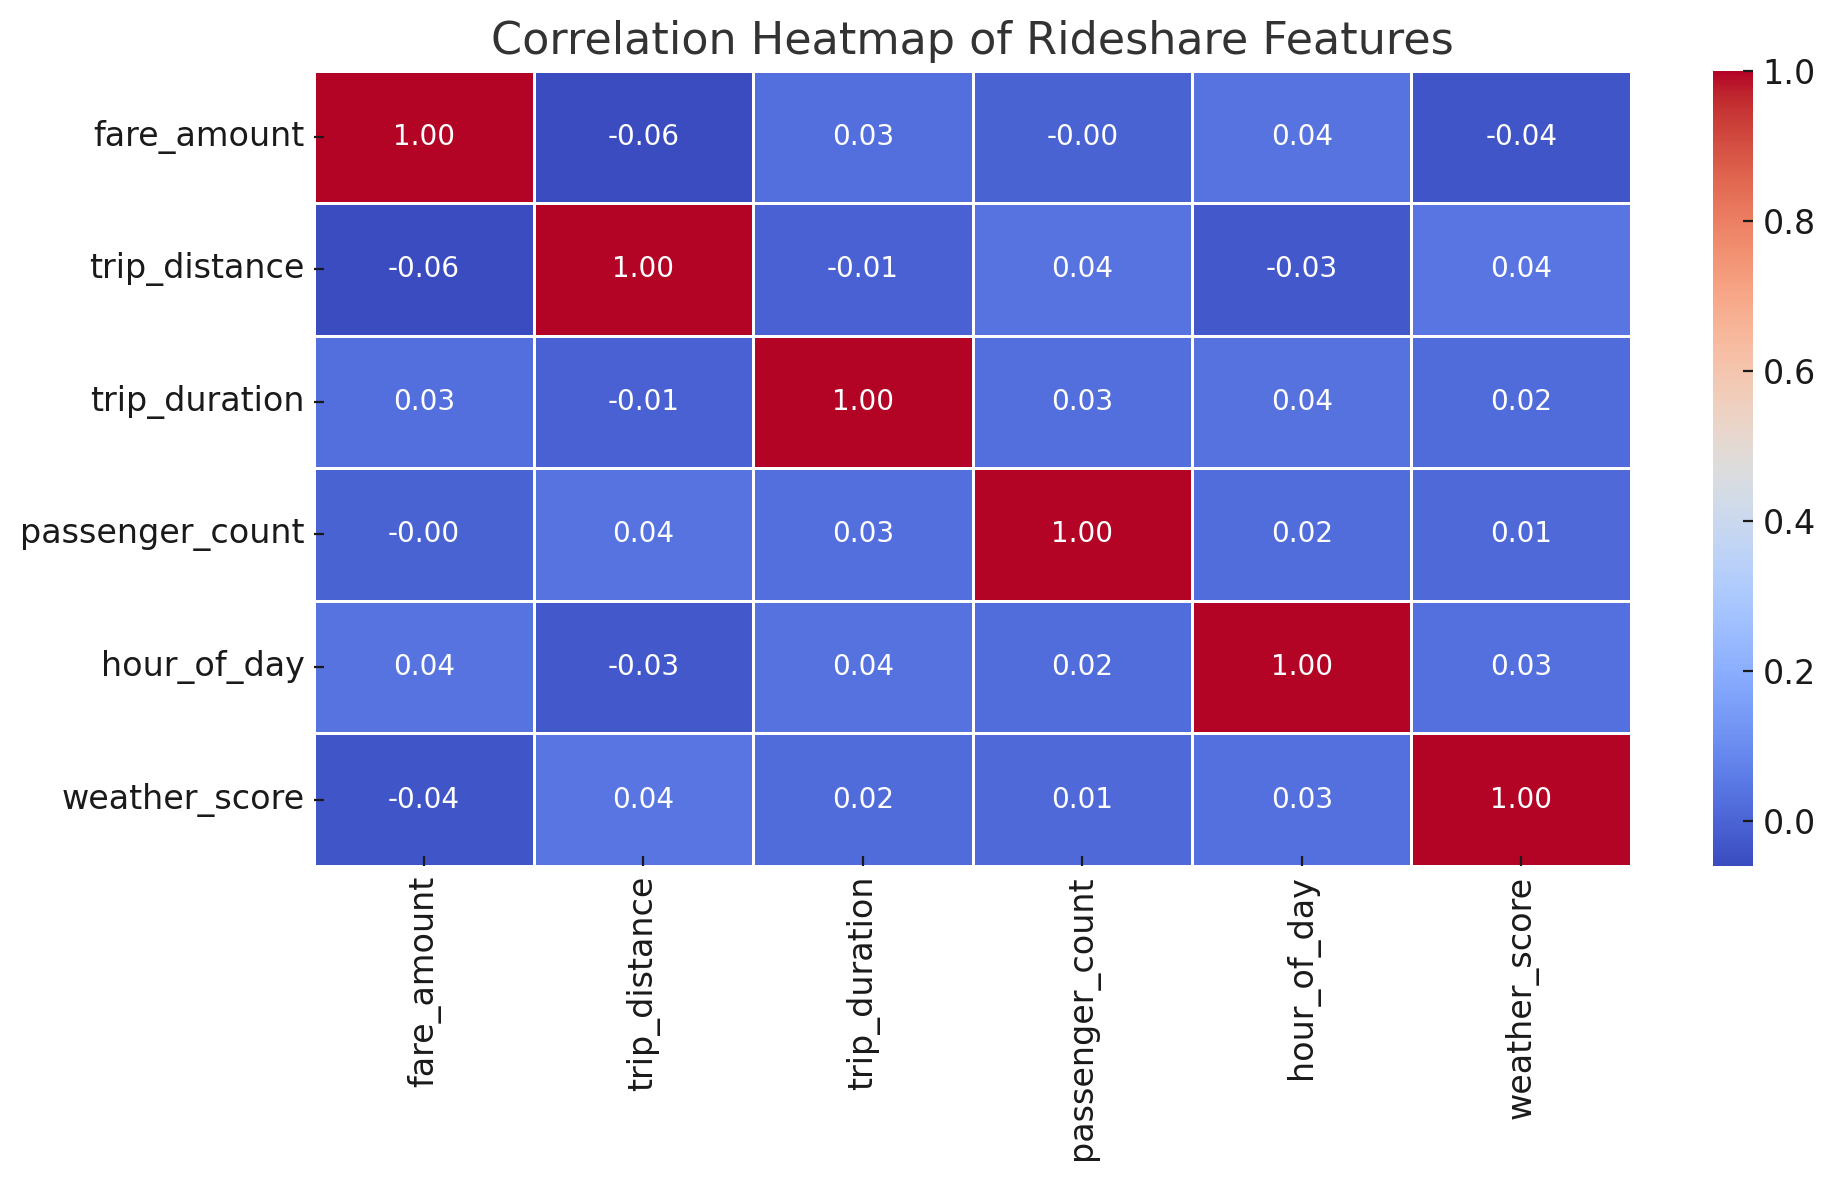 Correlation Heatmap of Rideshare Features
fare_amount 1.00 -0.06 0.03 -0.00 0.04 -0.04
trip_distance -0.06 1.00 -0.01 0.04 -0.03 0.04
trip_duration 0.03 -0.01 1.00 0.03 0.04 0.02
passenger_count -0.00 0.04 0.03 1.00 0.02 0.01
hour_of_day 0.04 -0.03 0.04 0.02 1.00 0.03
weather_score -0.04 0.04 0.02 0.01 0.03 1.00
fare_amount
trip_distance
trip_duration
passenger_count
hour_of_day
weather_score
1.0
0.8
0.6
0.4
0.2
0.0